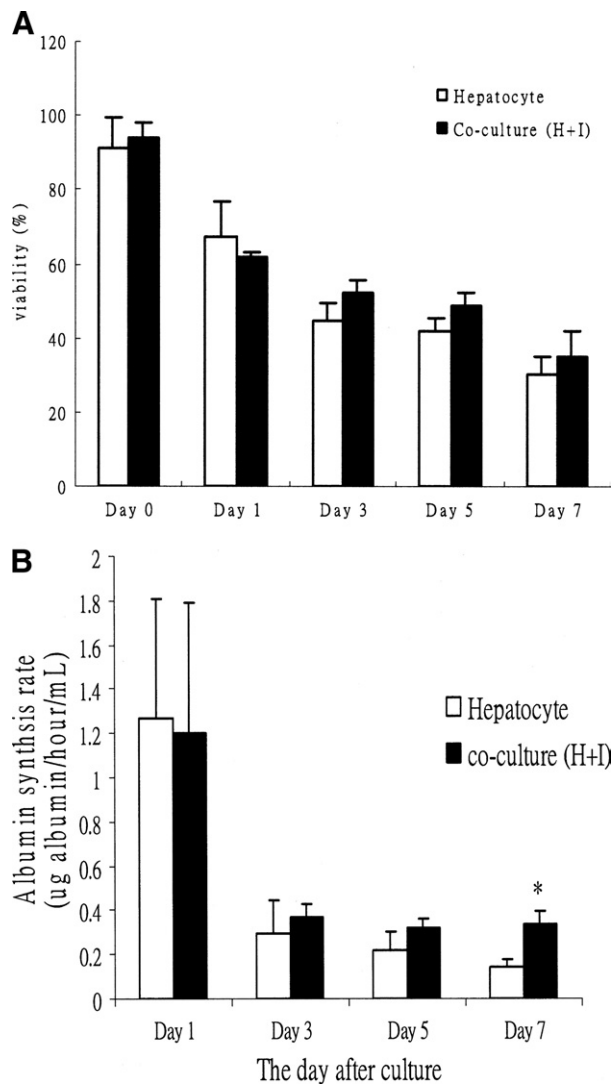 A
120
100
80
60
40
20
0
viability (%)
Hepatocyte
Co-culture (H+I)
Day 0 Day 1 Day 3 Day 5 Day 7
B
2
1.8
1.6
1.4
1.2
1
0.8
0.6
0.4
0.2
0
Albumin synthsis rate
(ug albumin/hour/mL)
Hepatocyte
co-culture (H+I)
*
Day 1 Day 3 Day 5 Day 7
The day after culture